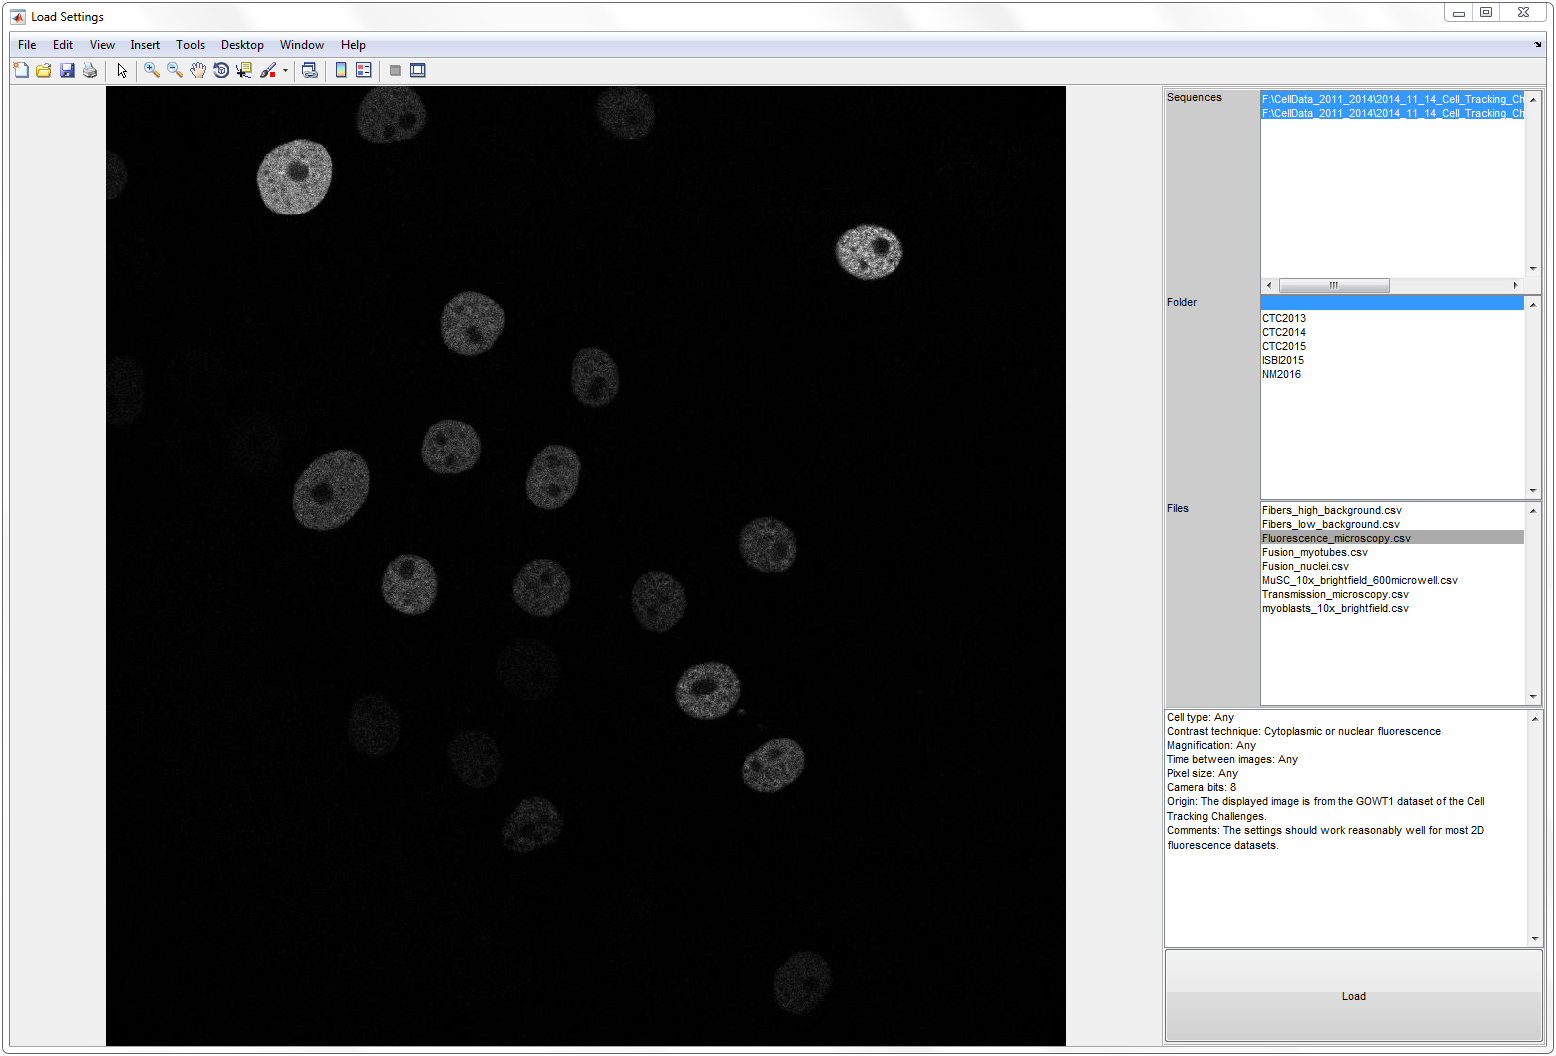 Load Settings
File Edit View Insert Tools Desktop Window Help
Sequences
F:\CellData_2011_2014\2014_11_14_Cell_Tracking_Ch
F:\CellData_2011_2014\2014_11_14_Cell_Tracking_Ch
Folder
CTC2013
CTC2014
CTC2015
ISBI2015
NM2016
Files
Fibers_high_background.csv
Fibers_low_background.csv
Fluorescence_microscopy.csv
Fusion_myotubes.csv
Fusion_nuclei.csv
MuSC_10x_brightfield_600microwell.csv
Transmission_microscopy.csv
myoblasts_10x_brightfield.csv
Cell type: Any
Contrast technique: Cytoplasmic or nuclear fluorescence
Magnification: Any
Time between images: Any
Pixel size: Any
Camera bits: 8
Origin: The displayed image is from the GOWT1 dataset of the Cell
Tracking Challenges.
Comments: The settings should work reasonably well for most 2D
fluorescence datasets.
Load